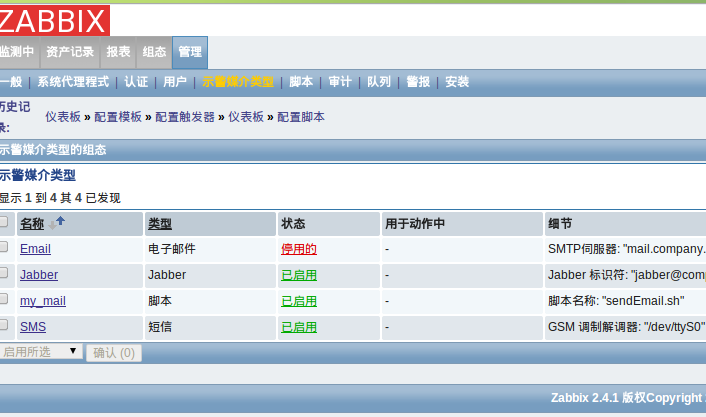 ZABBIX
监测中 资产记录 报表 组态 管理
一般 | 系统代理程式 | 认证 | 用户 | 示警媒介类型 | 脚本 | 审计 | 队列 | 警报 | 安装
历史记录: 仪表板 » 配置模板 » 配置触发器 » 仪表板 » 配置脚本
示警媒介类型的组态
示警媒介类型
显示 1 到 4 其 4 已发现
名称 类型 状态 用于动作中 细节
Email 电子邮件 停用的 - SMTP伺服器: "mail.company.
Jabber Jabber 已启用 - Jabber 标识符: "jabber@comp
my_mail 脚本 已启用 - 脚本名称: "sendEmail.sh"
SMS 短信 已启用 - GSM 调制解调器: "/dev/ttyS0"
启用所选 确认 (0)
Zabbix 2.4.1 版权Copyright